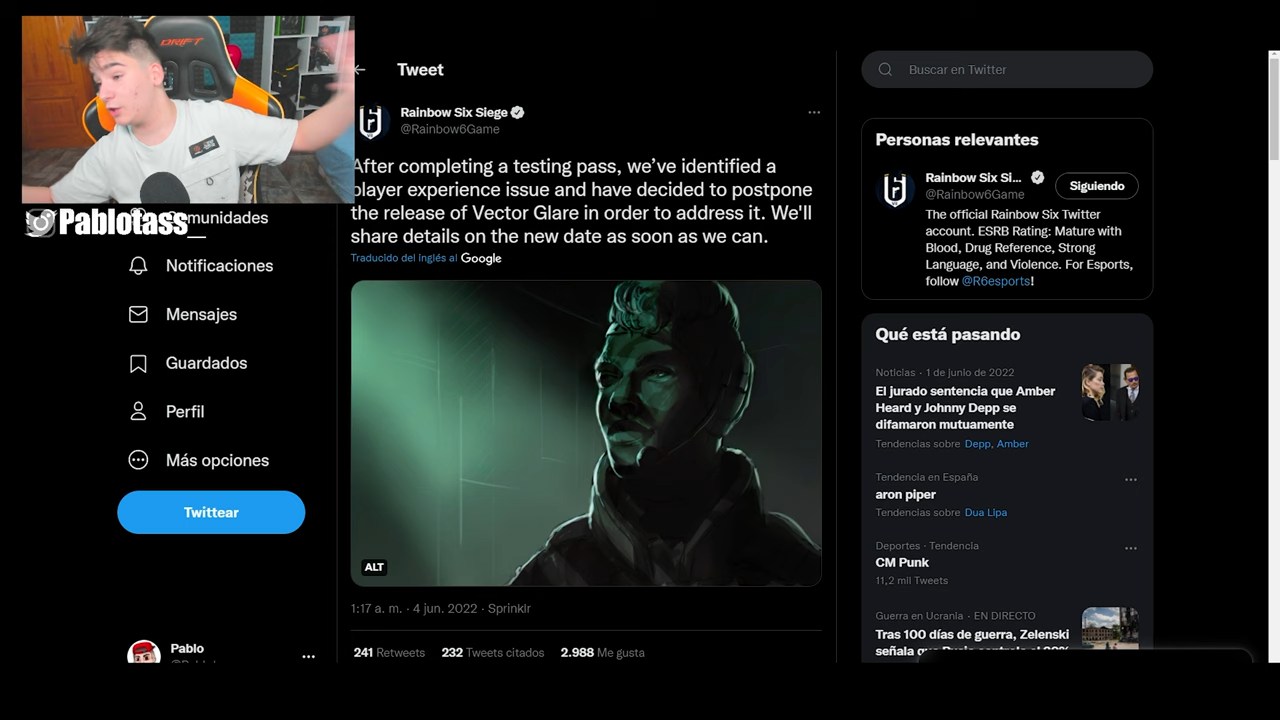 DRIFT
Pablotass_
Comunidades
Notificaciones
Mensajes
Guardados
Perfil
Más opciones
Twittear
Pablo
Tweet
Rainbow Six Siege
@Rainbow6Game
After completing a testing pass, we've identified a
player experience issue and have decided to postpone
the release of Vector Glare in order to address it. We'll
share details on the new date as soon as we can.
Traducido del inglés al Google
ALT
1:17 a. m. · 4 jun. 2022 · Sprinklr
241 Retweets 232 Tweets citados 2.988 Me gusta
Buscar en Twitter
Personas relevantes
Rainbow Six Si...
@Rainbow6Game
Siguiendo
The official Rainbow Six Twitter
account. ESRB Rating: Mature with
Blood, Drug Reference, Strong
Language, and Violence. For Esports,
follow @R6esports!
Qué está pasando
Noticias · 1 de junio de 2022
El jurado sentencia que Amber
Heard y Johnny Depp se
difamaron mutuamente
Tendencias sobre Depp, Amber
Tendencia en España
aron piper
Tendencias sobre Dua Lipa
Deportes · Tendencia
CM Punk
11,2 mil Tweets
Guerra en Ucrania · EN DIRECTO
Tras 100 días de guerra, Zelenski
señala que Rusia controla el 20%